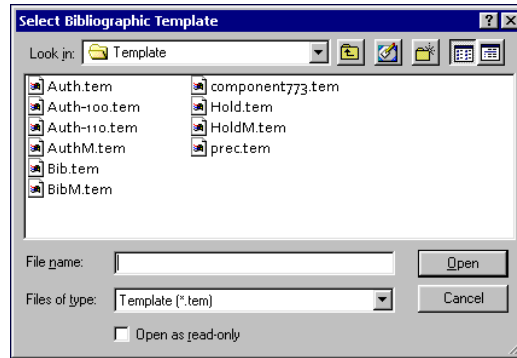 Select Bibliographic Template
Look in: Template
Auth.tem
Auth-100.tem
Auth-110.tem
AuthM.tem
Bib.tem
BibM.tem
component773.tem
Hold.tem
HoldM.tem
prec.tem
File name:
Open
Files of type: Template (*.tem)
Cancel
Open as read-only